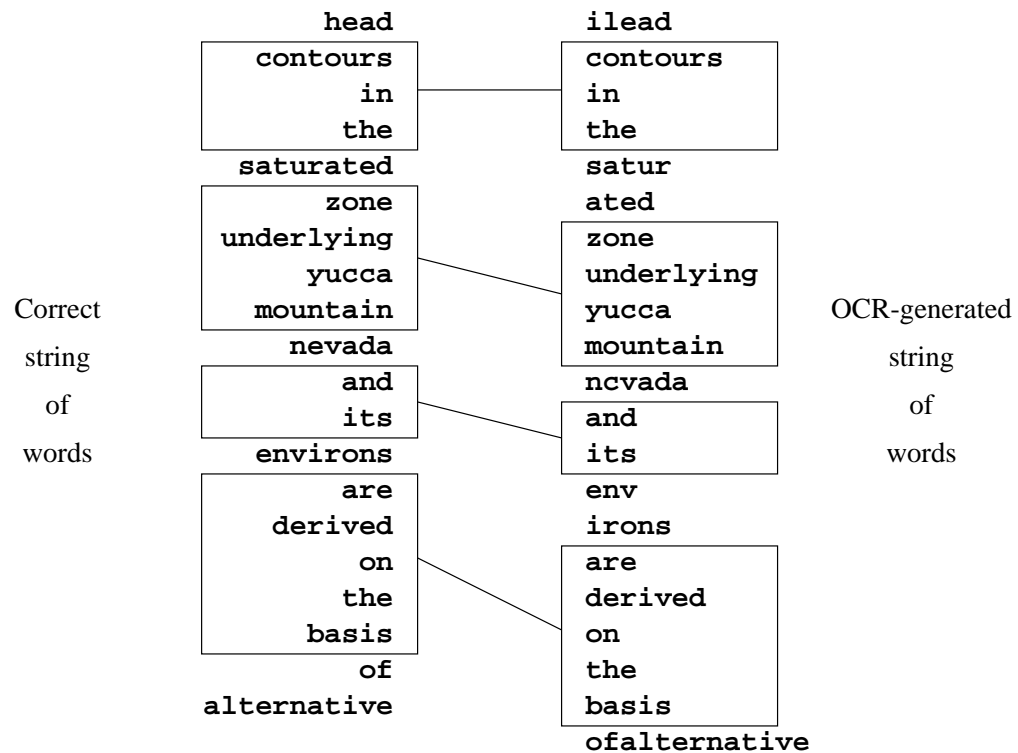 head ilead
contours contours
in in
the the
saturated satur
zone ated
underlying zone
yucca underlying
Correct mountain yucca OCR-generated
string nevada mountain string
of and ncvada of
words its and words
environs its
are env
derived irons
on are
the derived
basis on
of the
alternative basis
ofalternative